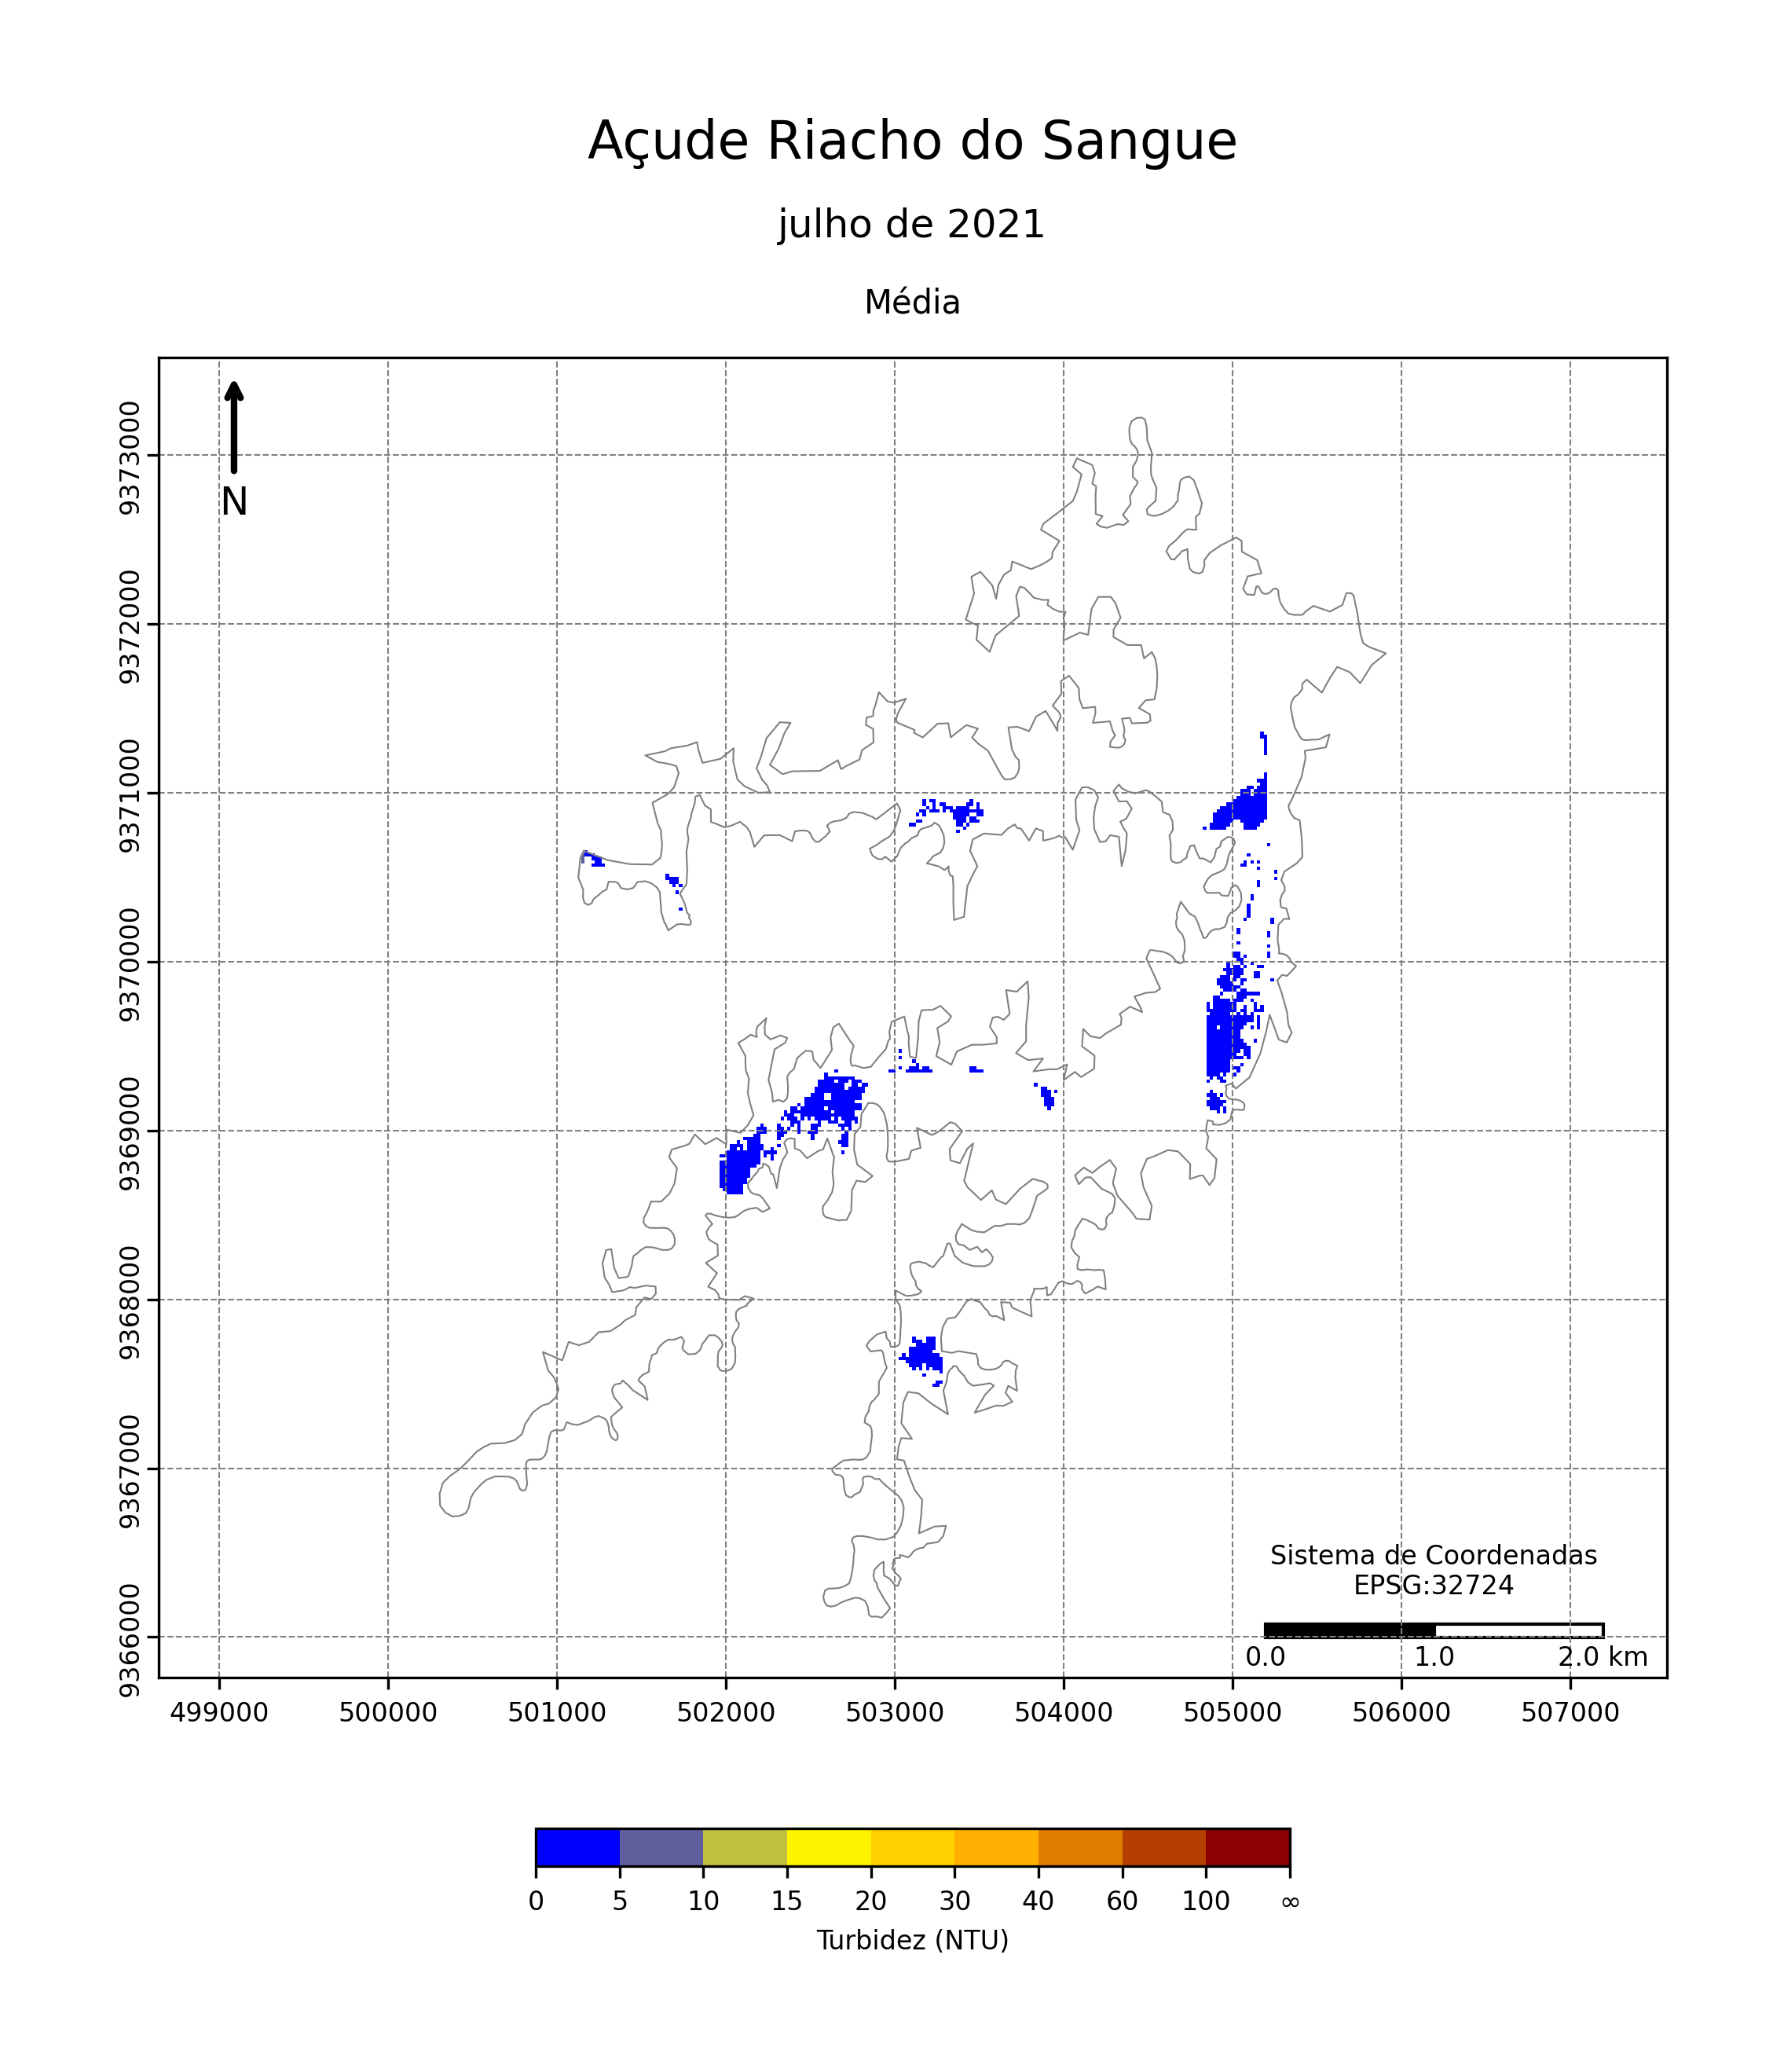 Açude Riacho do Sangue
julho de 2021
Média
N
9373000
9372000
9371000
9370000
9369000
9368000
9367000
9366000
Sistema de Coordenadas
EPSG:32724
0.0 1.0 2.0 km
499000 500000 501000 502000 503000 504000 505000 506000 507000
0 5 10 15 20 30 40 60 100 ∞
Turbidez (NTU)